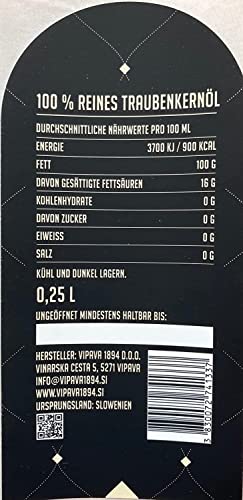 100 % REINES TRAUBENKERNÖL
DURCHSCHNITTLICHE NÄHRWERTE PRO 100 ML
ENERGIE 3700 KJ / 900 KCAL
FETT 100 G
DAVON GESÄTTIGTE FETTSÄUREN 16 G
KOHLENHYDRATE 0 G
DAVON ZUCKER 0 G
EIWEISS 0 G
SALZ 0 G
KÜHL UND DUNKEL LAGERN.
0,25 L
UNGEÖFFNET MINDESTENS HALTBAR BIS:
HERSTELLER: VIPAVA 1894 D.O.O.
VINARSKA CESTA 5, 5271 VIPAVA
INFO@VIPAVA1894.SI
WWW.VIPAVA1894.SI
URSPRUNGSLAND: SLOWENIEN